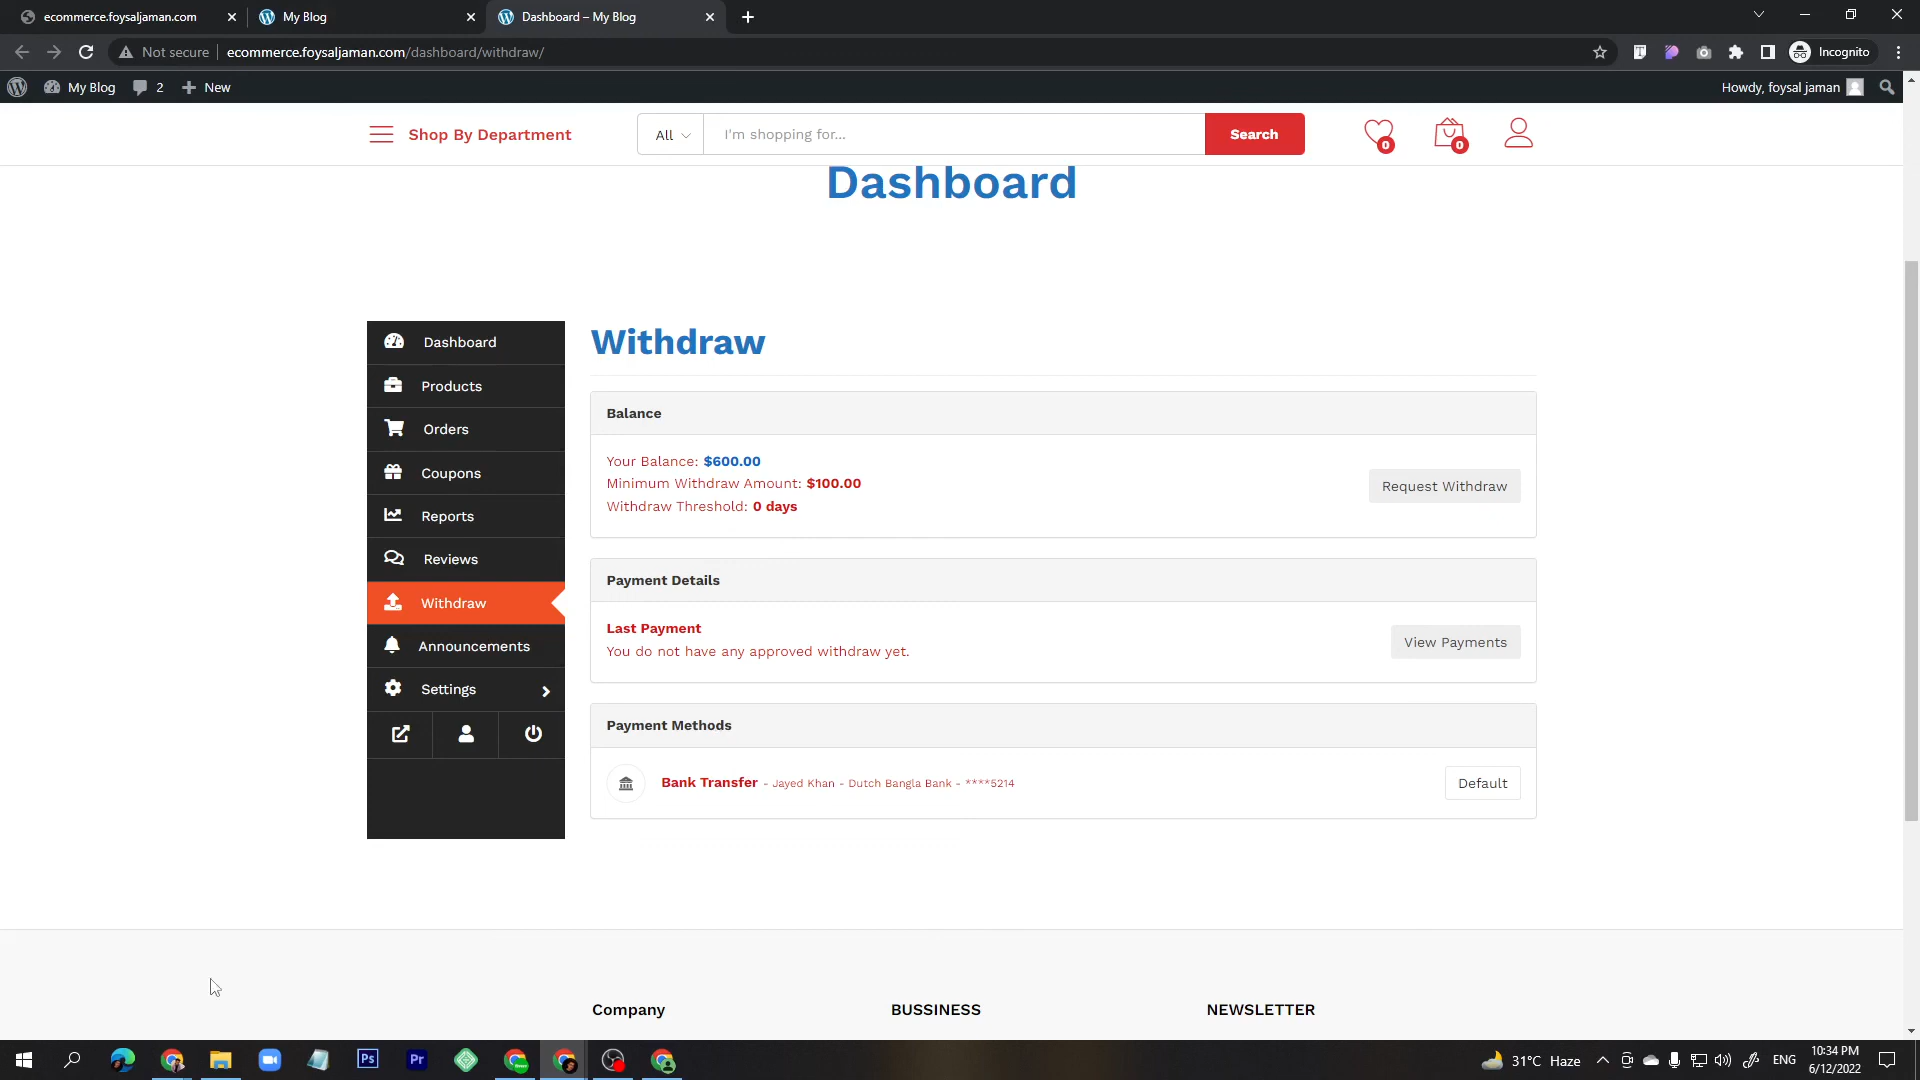 ecommerce.foysaljaman.com
My Blog
Dashboard – My Blog
Not secure
ecommerce.foysaljaman.com/dashboard/withdraw/
Incognito
My Blog
2
New
Howdy, foysal jaman
Shop By Department
All
I'm shopping for...
Search
0
0
Dashboard
Dashboard
Products
Orders
Coupons
Reports
Reviews
Withdraw
Announcements
Settings
Withdraw
Balance
Your Balance: $600.00
Minimum Withdraw Amount: $100.00
Withdraw Threshold: 0 days
Request Withdraw
Payment Details
Last Payment
You do not have any approved withdraw yet.
View Payments
Payment Methods
Bank Transfer - Jayed Khan - Dutch Bangla Bank - ****5214
Default
Company
BUSSINESS
NEWSLETTER
Ps
Pr
31°C Haze
ENG
10:34 PM
6/12/2022